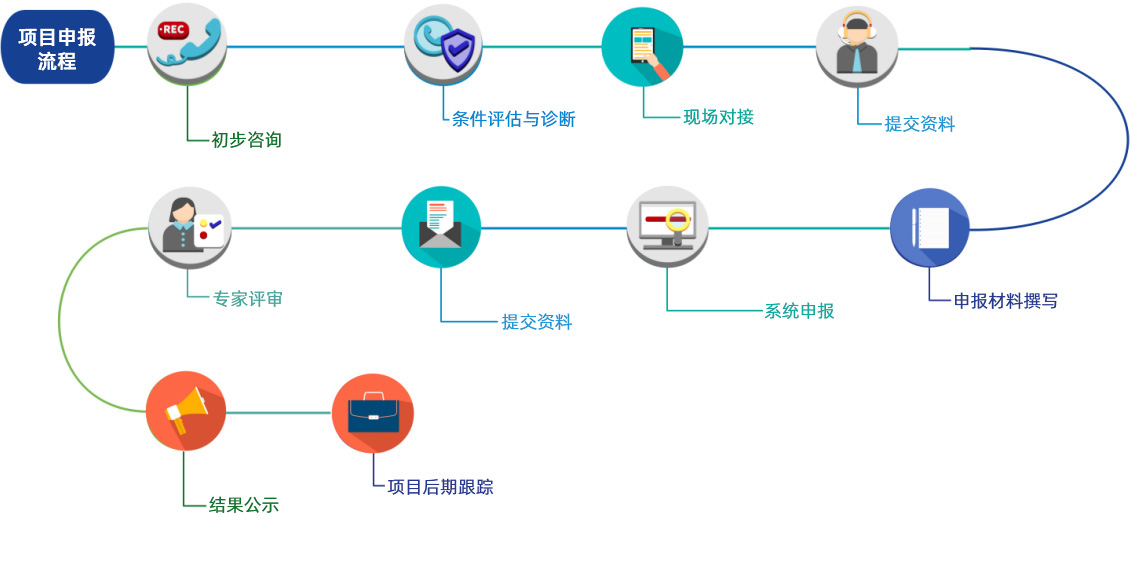 项目申报
流程
·REC
初步咨询
条件评估与诊断
现场对接
提交资料
申报材料撰写
系统申报
提交资料
专家评审
结果公示
项目后期跟踪